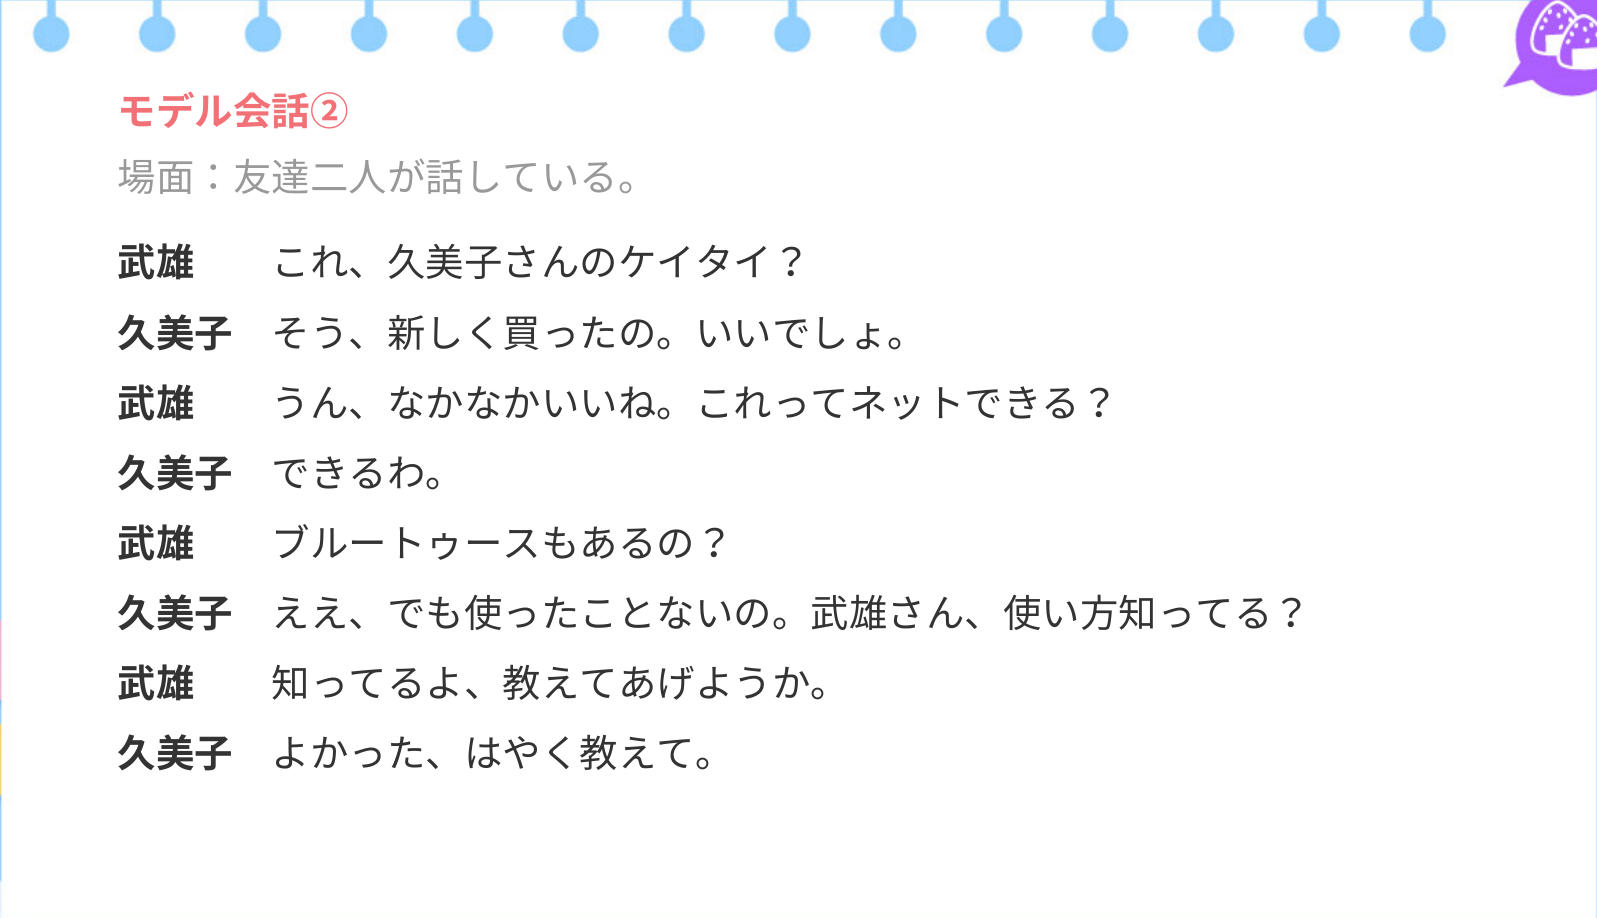 モデル会話②
場面：友達二人が話している。
武雄　　これ、久美子さんのケイタイ？
久美子　そう、新しく買ったの。いいでしょ。
武雄　　うん、なかなかいいね。これってネットできる？
久美子　できるわ。
武雄　　ブルートゥースもあるの？
久美子　ええ、でも使ったことないの。武雄さん、使い方知ってる？
武雄　　知ってるよ、教えてあげようか。
久美子　よかった、はやく教えて。